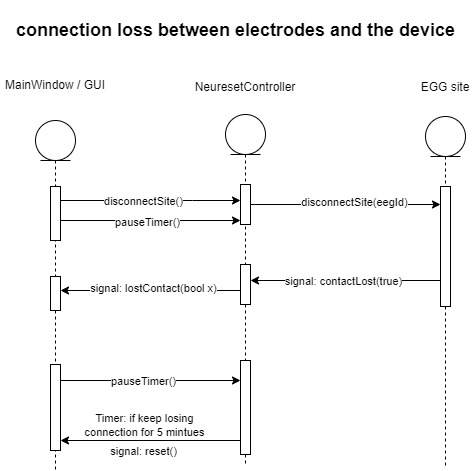 connection loss between electrodes and the device
MainWindow / GUI
NeuresetController
EGG site
disconnectSite()
disconnectSite(eegId)
pauseTimer()
signal: contactLost(true)
signal: lostContact(bool x)
pauseTimer()
Timer: if keep losing
connection for 5 mintues
signal: reset()